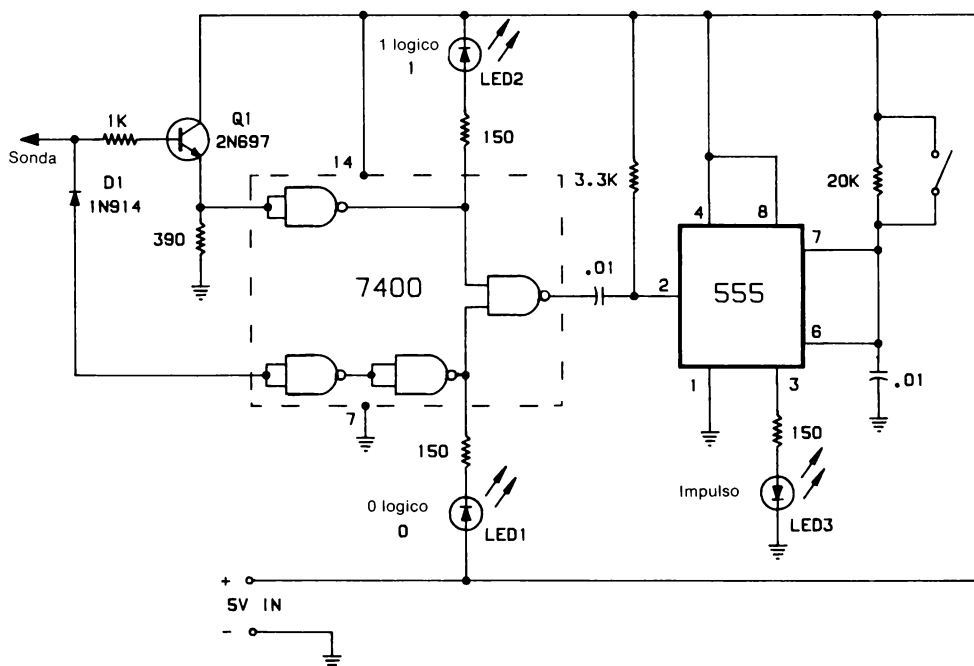 1 logico
1
LED2
1K
Q1
2N697
150
Sonda
14
3.3K
D1
1N914
4
8
20K
390
7
7400
.01
2
555
6
7
1
3
.01
150
150
0 logico
0
LED1
Impulso
LED3
+
5V IN
-